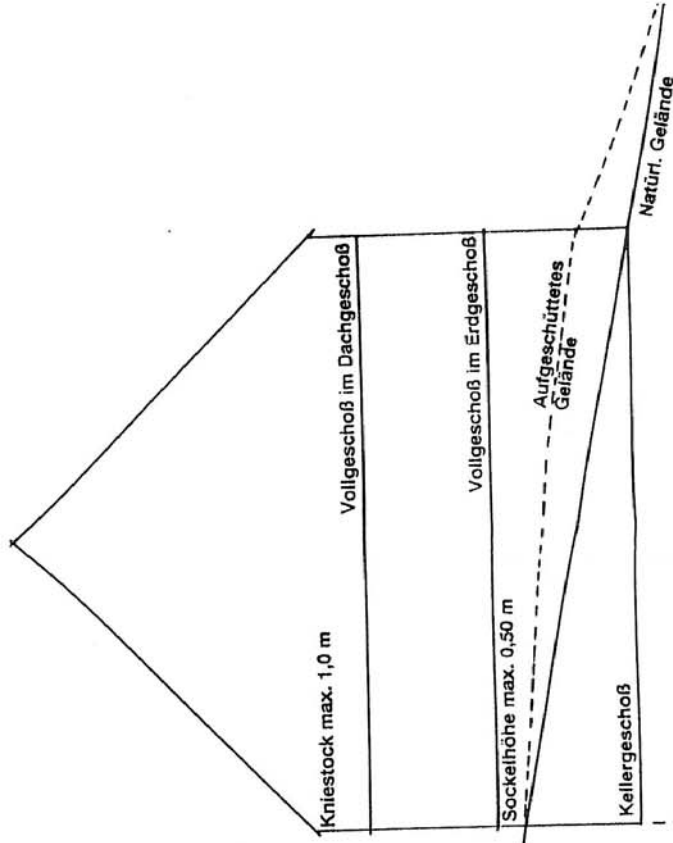 Kniestock max. 1,0 m
Vollgeschoß im Dachgeschoß
Vollgeschoß im Erdgeschoß
Sockelhöhe max. 0,50 m
Aufgeschüttetes
Gelände
Kellergeschoß
Natürl. Gelände